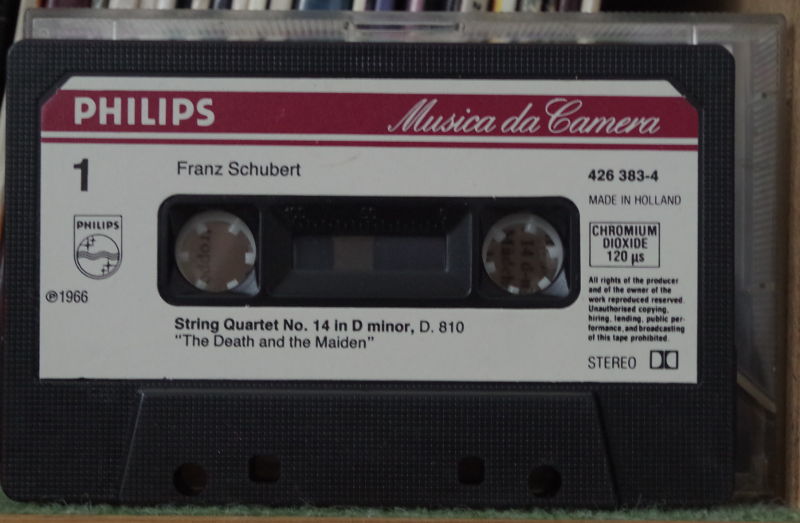 PHILIPS
Musica da Camera
1
Franz Schubert
426 383-4
MADE IN HOLLAND
PHILIPS
CHROMIUM
DIOXIDE
120 µs
℗1966
All rights of the producer
and of the owner of the
work reproduced reserved.
Unauthorised copying,
hiring, lending, public per-
formance, and broadcasting
of this tape prohibited.
String Quartet No. 14 in D minor, D. 810
"The Death and the Maiden"
STEREO